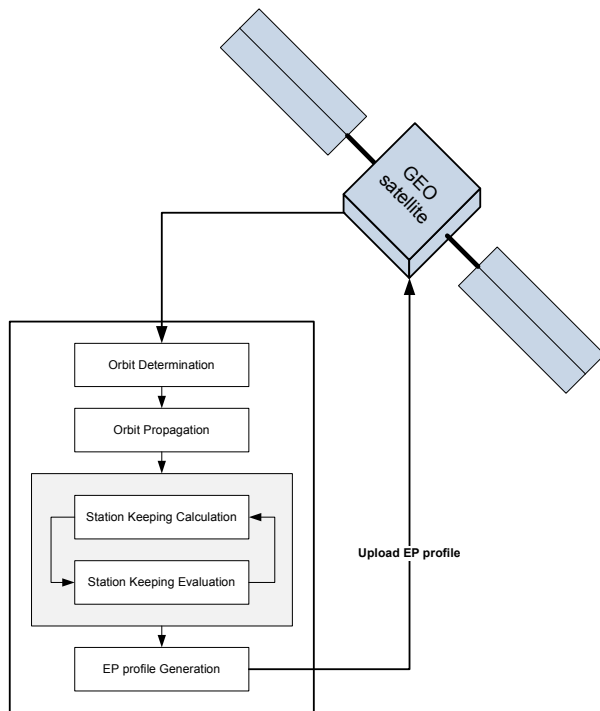 GEO
satellite
Orbit Determination
Orbit Propagation
Station Keeping Calculation
Station Keeping Evaluation
Upload EP profile
EP profile Generation